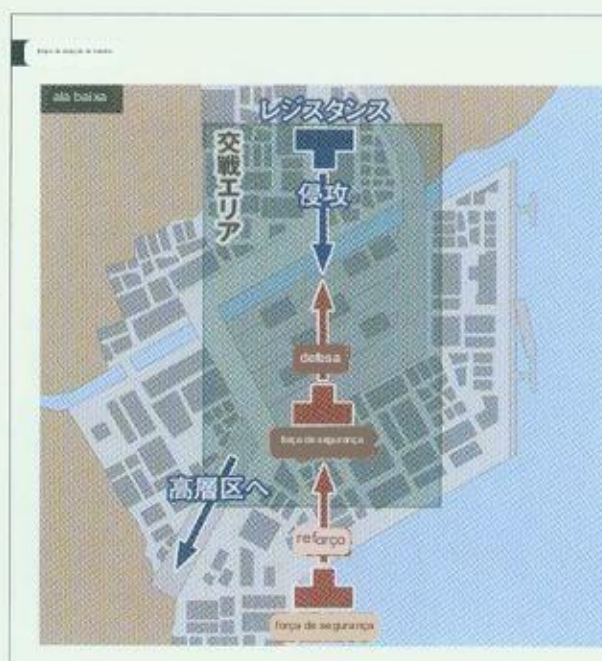 ala baixa
レジスタンス
交戦エリア
侵攻
defesa
força de segurança
高層区へ
reforço
força de segurança